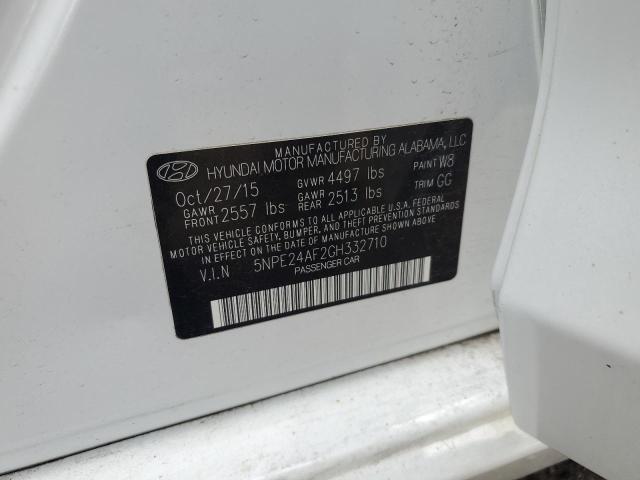 MANUFACTURED BY
HYUNDAI MOTOR MANUFACTURING ALABAMA, LLC
Oct/27/15 GVWR 4497 lbs PAINT W8
GAWR FRONT 2557 lbs GAWR REAR 2513 lbs TRIM GG
THIS VEHICLE CONFORMS TO ALL APPLICABLE U.S.A. FEDERAL
MOTOR VEHICLE SAFETY, BUMPER, AND THEFT PREVENTION
STANDARDS IN EFFECT ON THE DATE OF MANUFACTURE SHOWN ABOVE.
V.I.N 5NPE24AF2GH332710
PASSENGER CAR